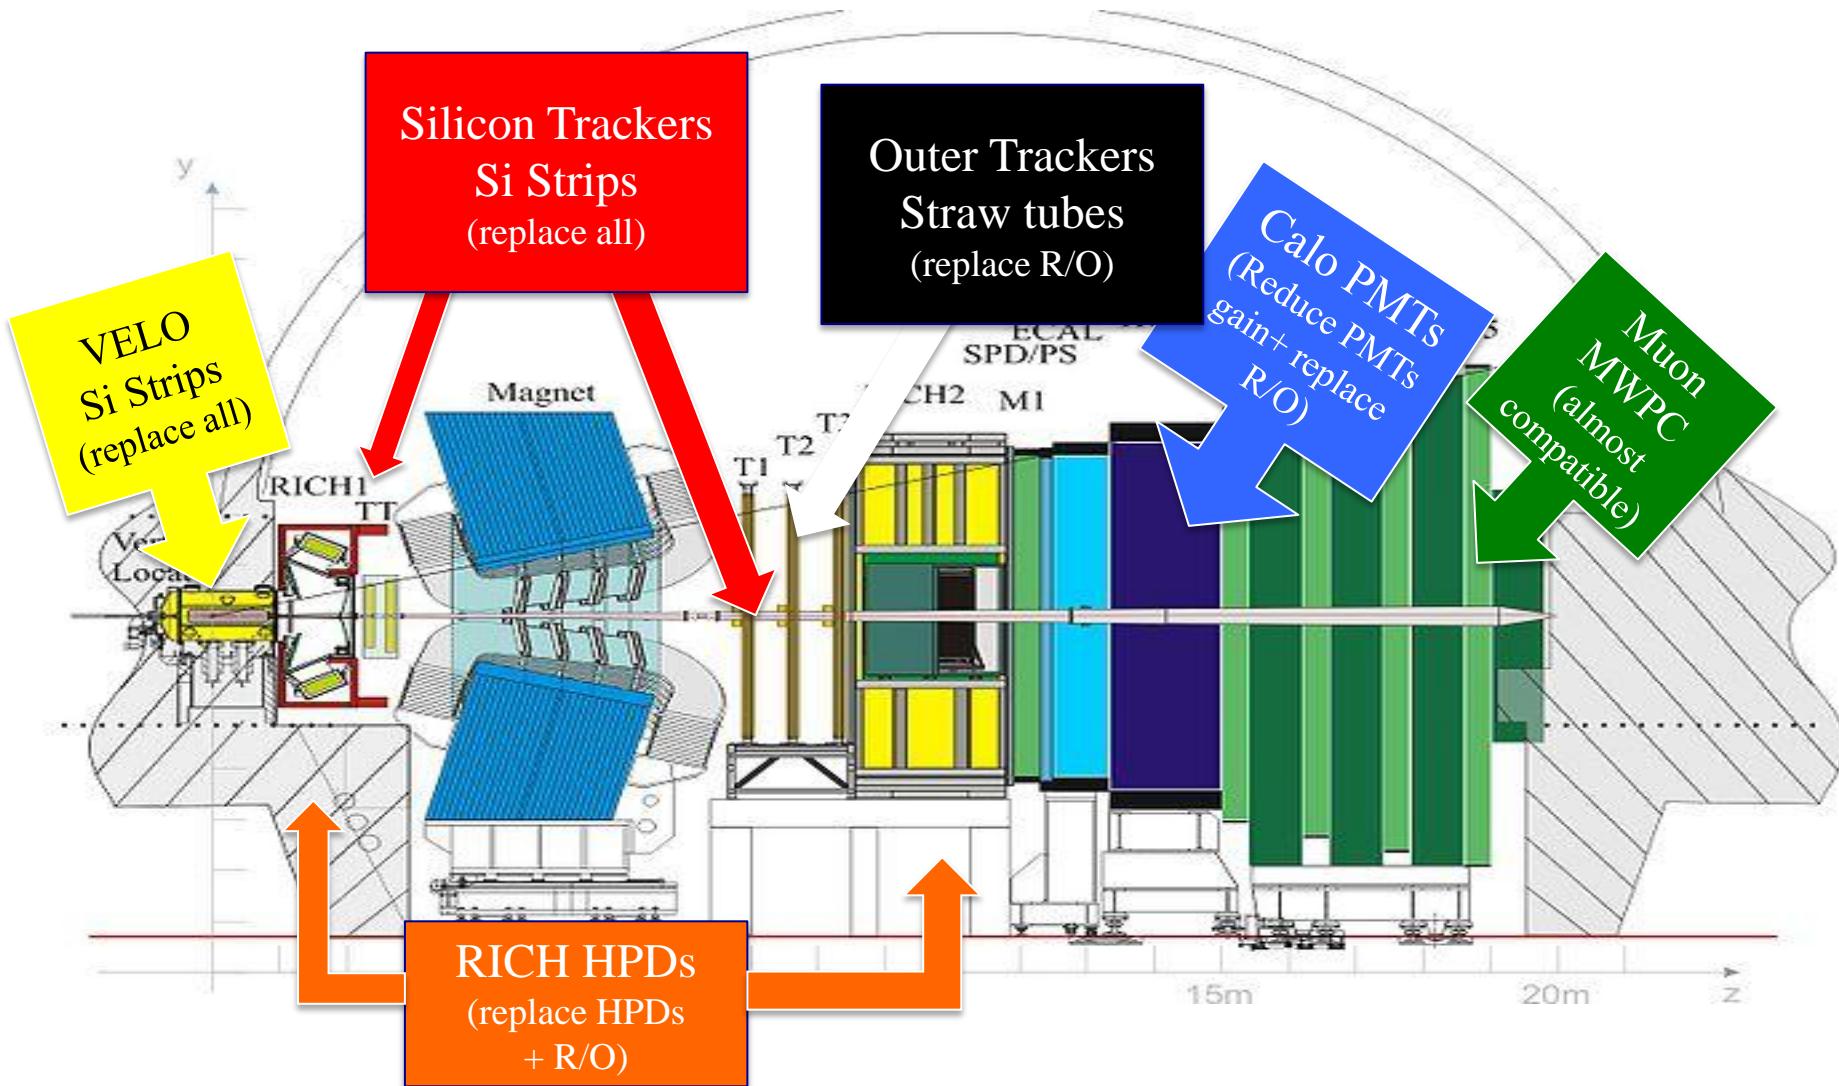 Silicon Trackers
Si Strips
(replace all)
Outer Trackers
Straw tubes
(replace R/O)
Calo PMTs
(Reduce PMTs
gain+ replace
R/O)
Muon
MWPC
(almost
compatible)
VELO
Si Strips
(replace all)
y
ECAL
SPD/PS
M1
Magnet
T1
T2
RICH1
TT
RICH HPDs
(replace HPDs
+ R/O)
15m
20m
z